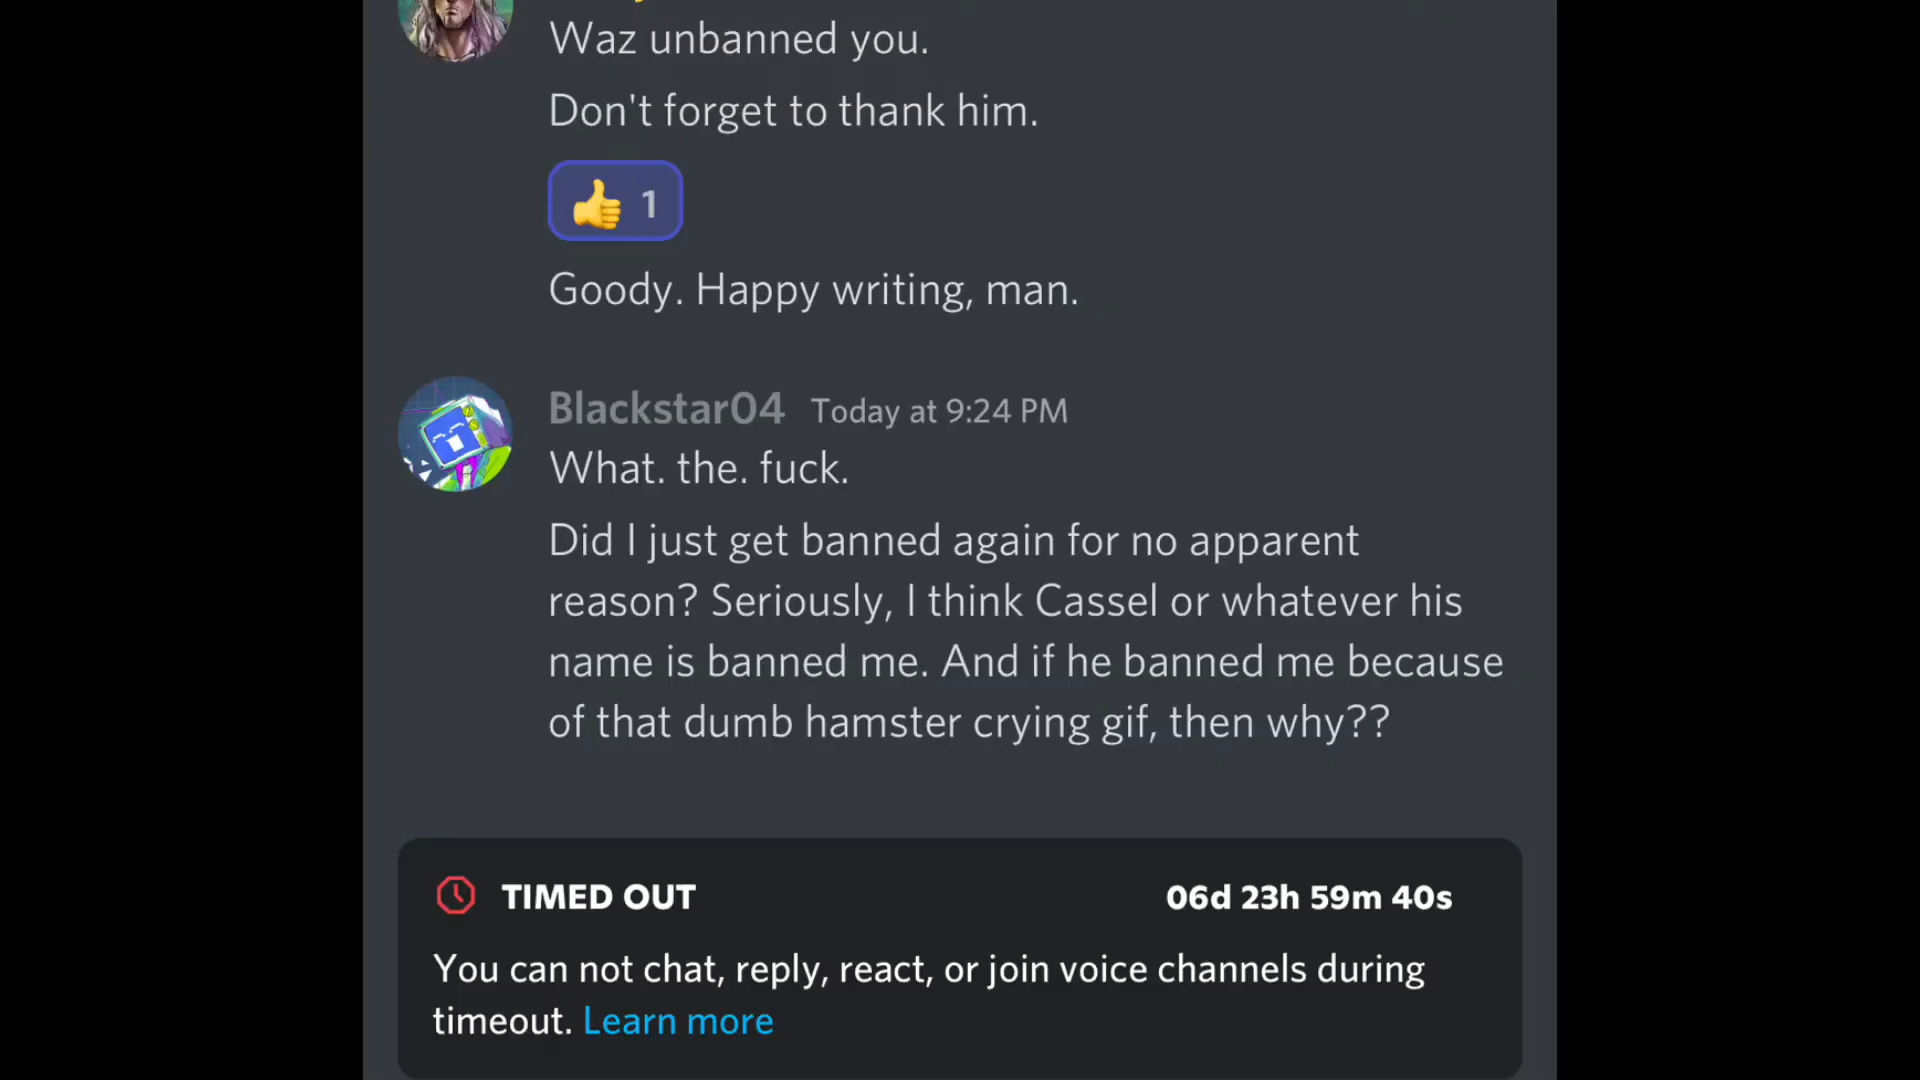 Waz unbanned you.
Don't forget to thank him.
1
Goody. Happy writing, man.
Blackstar04 Today at 9:24 PM
What. the. fuck.
Did I just get banned again for no apparent
reason? Seriously, I think Cassel or whatever his
name is banned me. And if he banned me because
of that dumb hamster crying gif, then why??
TIMED OUT 06d 23h 59m 40s
You can not chat, reply, react, or join voice channels during
timeout. Learn more